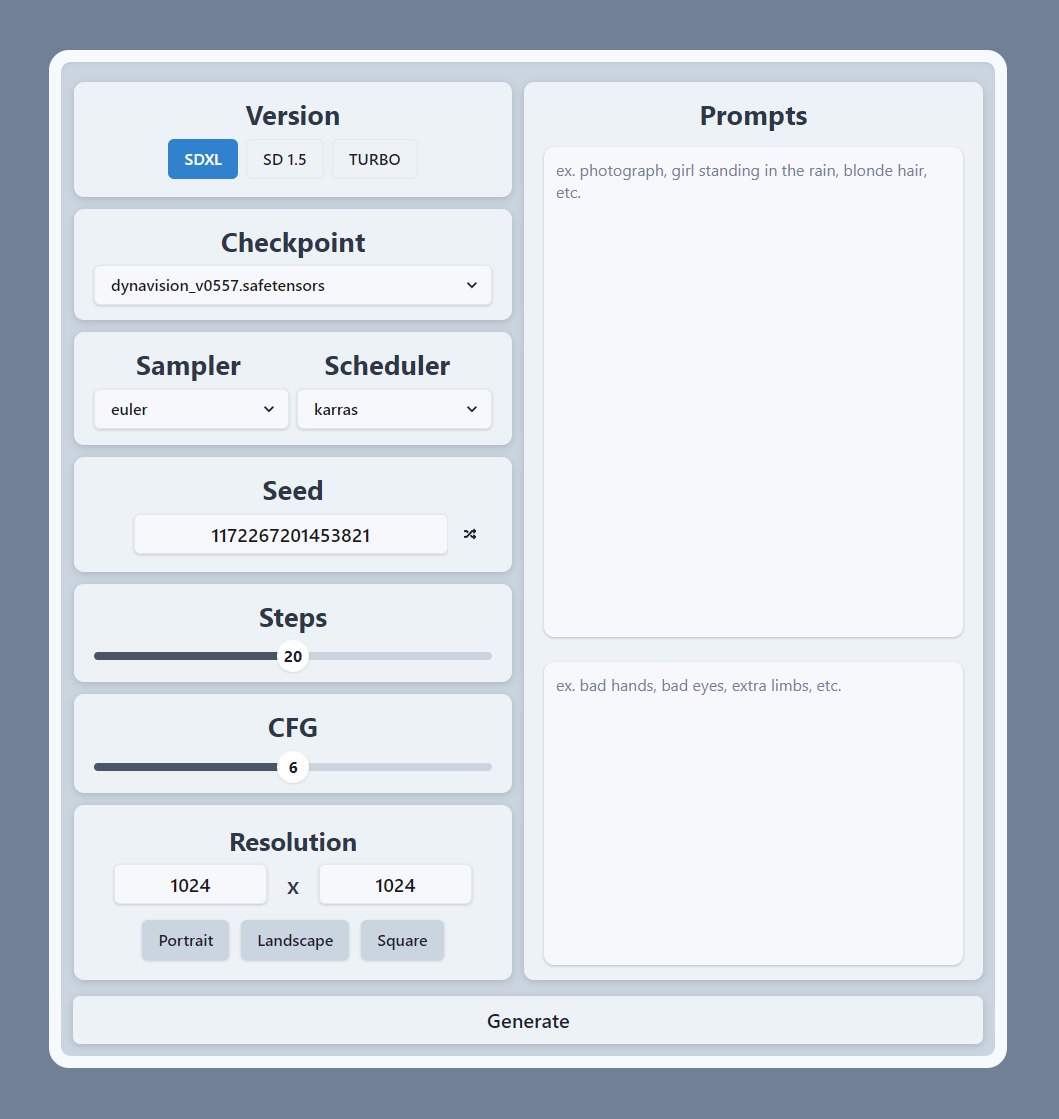 Version
SDXL
SD 1.5
TURBO
Checkpoint
dynavision_v0557.safetensors
Sampler
Scheduler
euler
karras
Seed
1172267201453821
Steps
20
CFG
6
Resolution
1024
X
1024
Portrait
Landscape
Square
Prompts
ex. photograph, girl standing in the rain, blonde hair,
etc.
ex. bad hands, bad eyes, extra limbs, etc.
Generate